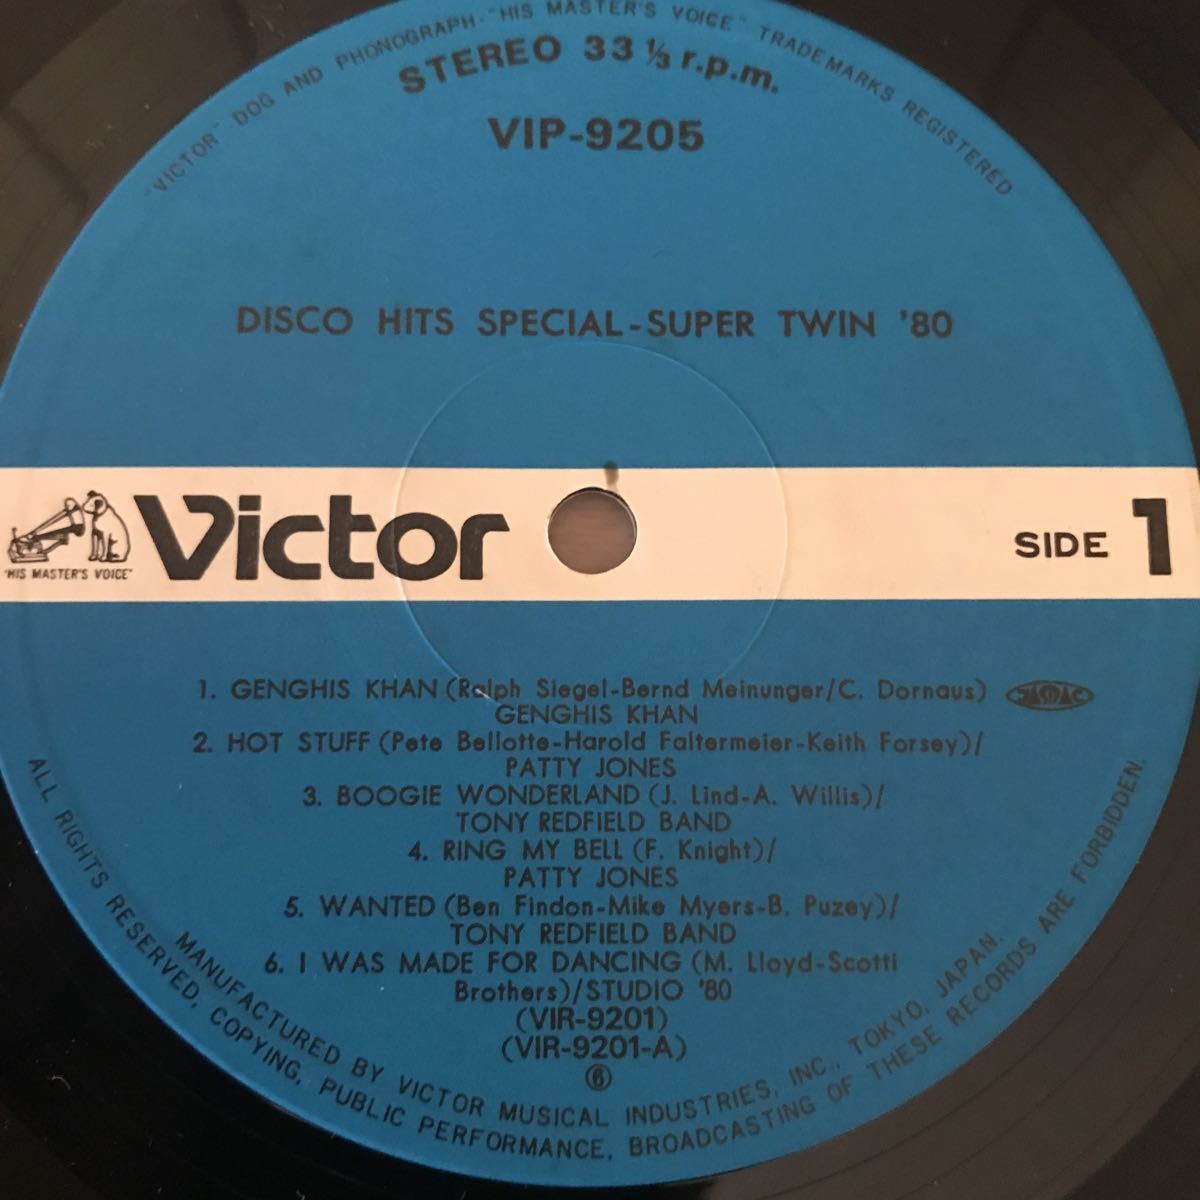 "VICTOR" DOG AND PHONOGRAPH·"HIS MASTER'S VOICE" TRADEMARKS REGISTERED
STEREO 33 ⅓ r.p.m.
VIP-9205
DISCO HITS SPECIAL-SUPER TWIN '80
"HIS MASTER'S VOICE"
Victor
SIDE 1
1. GENGHIS KHAN (Ralph Siegel-Bernd Meinunger/C. Dornaus)
GENGHIS KHAN
2. HOT STUFF (Pete Bellotte-Harold Faltermeier-Keith Forsey)/
PATTY JONES
3. BOOGIE WONDERLAND (J. Lind-A. Willis)/
TONY REDFIELD BAND
4. RING MY BELL (F. Knight)/
PATTY JONES
5. WANTED (Ben Findon-Mike Myers-B. Puzey)/
TONY REDFIELD BAND
6. I WAS MADE FOR DANCING (M. Lloyd-Scotti
Brothers)/STUDIO '80
(VIR-9201)
(VIR-9201-A)
⑥
MANUFACTURED BY VICTOR MUSICAL INDUSTRIES, INC., TOKYO, JAPAN.
ALL RIGHTS RESERVED, COPYING, PUBLIC PERFORMANCE, BROADCASTING OF THESE RECORDS ARE FORBIDDEN.